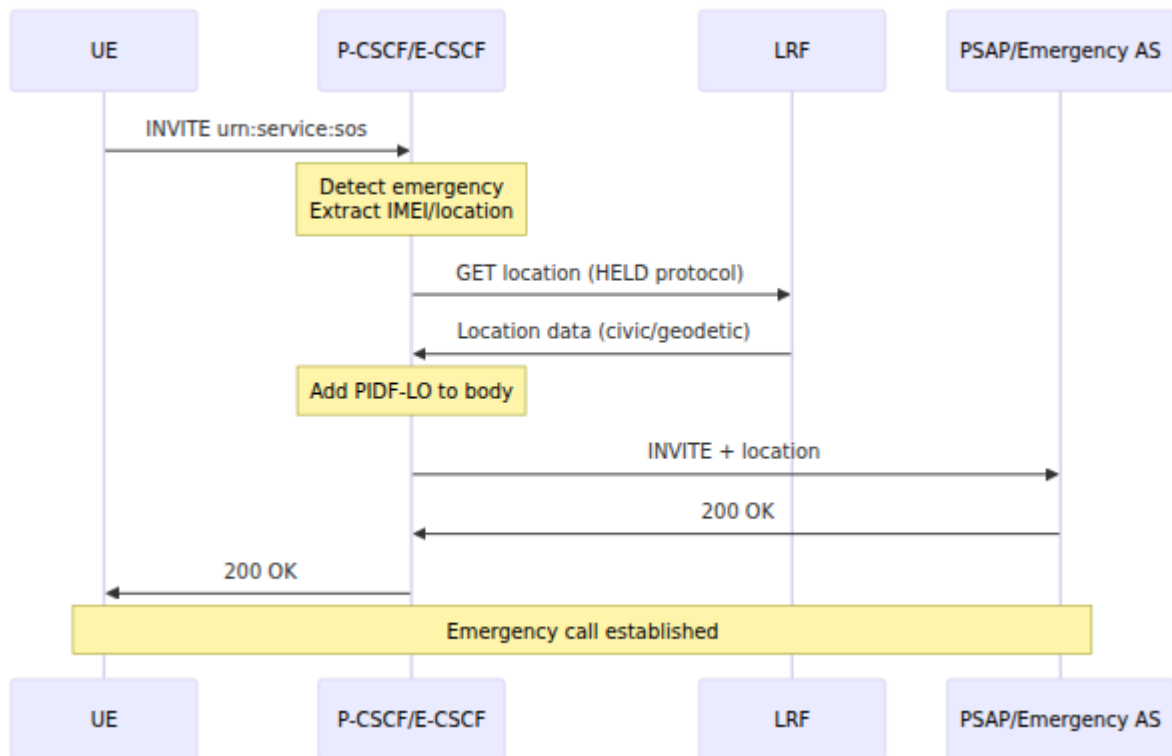 UE
P-CSCF/E-CSCF
LRF
PSAP/Emergency AS
INVITE urn:service:sos
Detect emergency
Extract IMEI/location
GET location (HELD protocol)
Location data (civic/geodetic)
Add PIDF-LO to body
INVITE + location
200 OK
200 OK
Emergency call established
UE
P-CSCF/E-CSCF
LRF
PSAP/Emergency AS